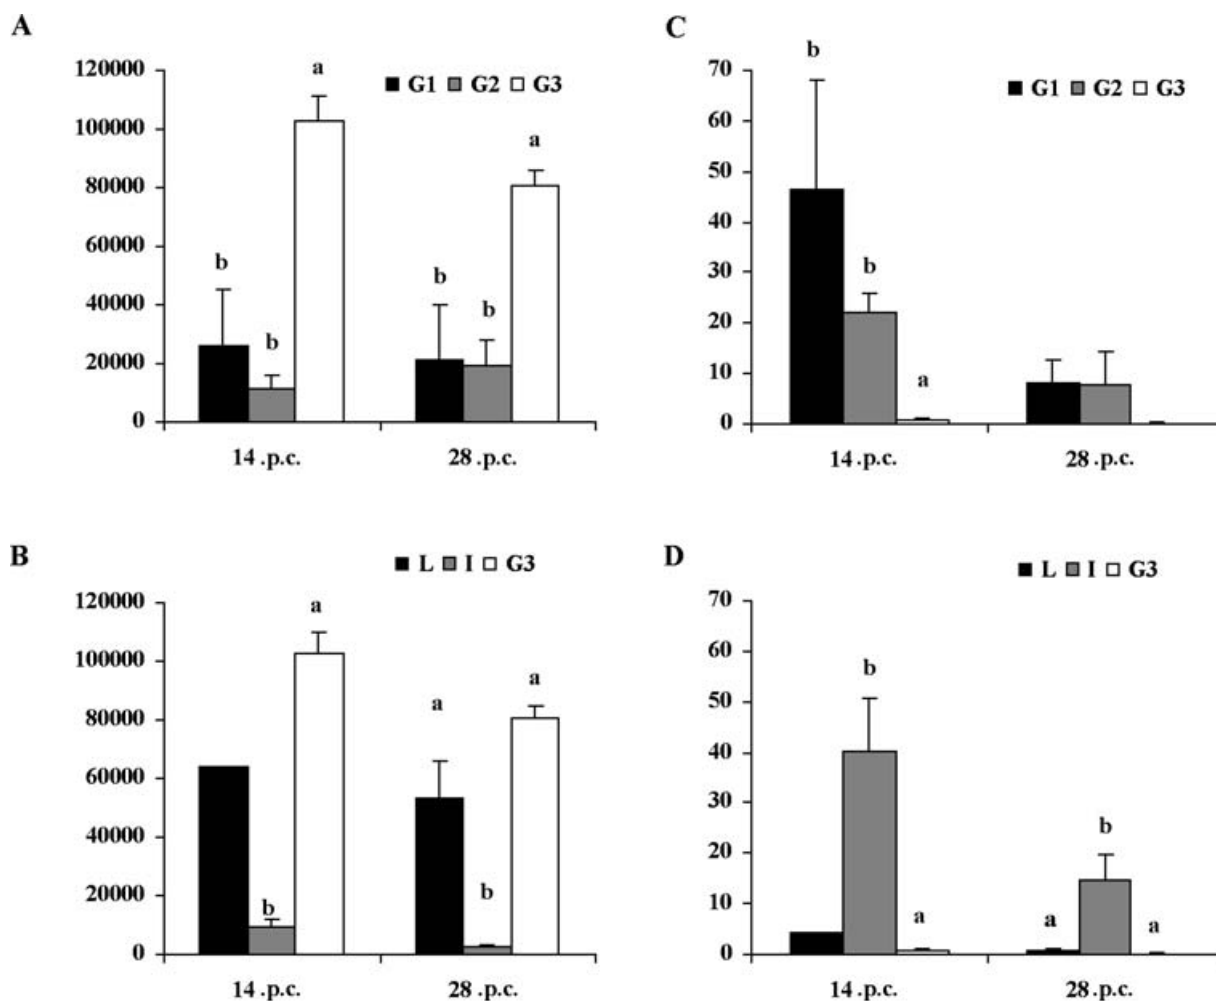 A
120000
100000
80000
60000
40000
20000
0
G1 G2 G3
b
b
a
b
b
a
14 .p.c.
28 .p.c.
C
70
60
50
40
30
20
10
0
G1 G2 G3
b
b
a
14 .p.c.
28 .p.c.
B
120000
100000
80000
60000
40000
20000
0
L I G3
b
a
a
b
a
14 .p.c.
28 .p.c.
D
70
60
50
40
30
20
10
0
L I G3
b
a
a
b
a
14 .p.c.
28 .p.c.